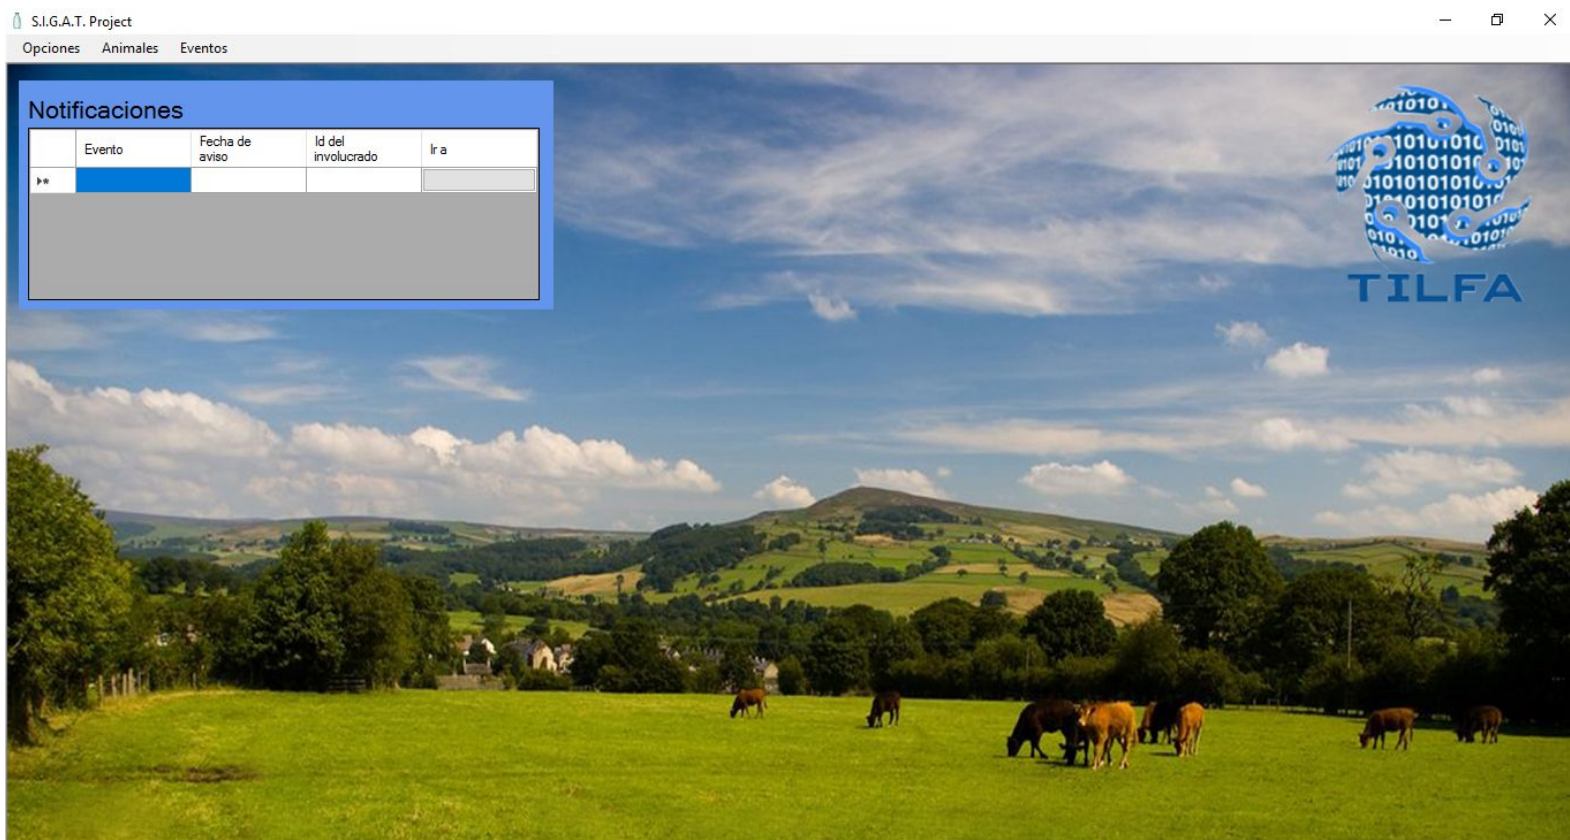 S.I.G.A.T. Project
Opciones Animales Eventos
Notificaciones
Evento Fecha de aviso Id del involucrado Ir a
TILFA